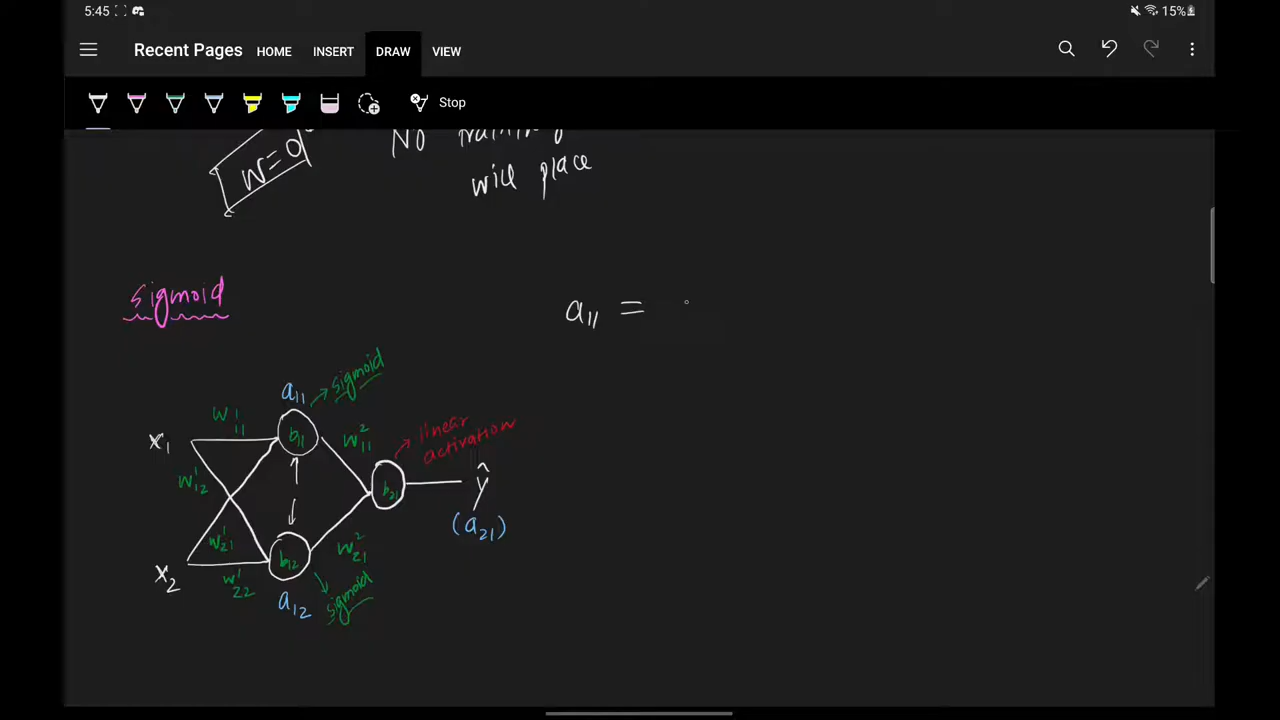 5:45
15%
Recent Pages HOME INSERT DRAW VIEW
Stop
W=0
No
will place
sigmoid
a₁₁ =
a₁₁ → sigmoid
W¹₁₁
x₁
b₁₁
W²₁₁
→ linear activation
W¹₁₂
b₂₁
ŷ
(a₂₁)
W¹₂₁
b₁₂
W²₂₁
x₂
W¹₂₂
a₁₂
sigmoid